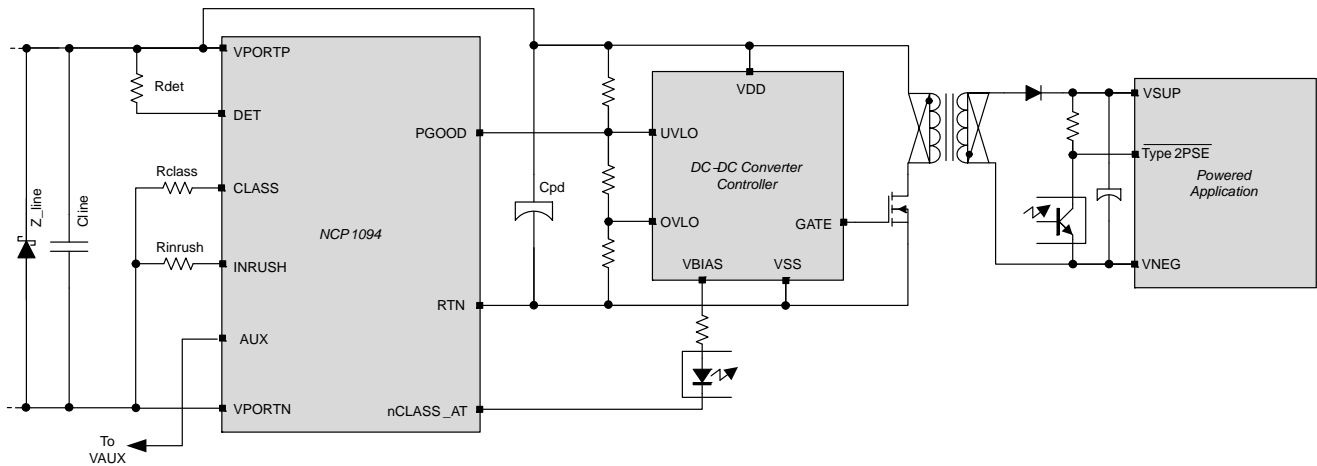 VPORTP
Rdet
DET
Rclass
CLASS
Z_line
Cline
NCP1094
Rinrush
INRUSH
AUX
VPORTN
To
VAUX
PGOOD
RTN
nCLASS_AT
Cpd
VDD
UVLO
DC-DC Converter
Controller
OVLO
GATE
VBIAS
VSS
VSUP
Type 2PSE
Powered
Application
VNEG